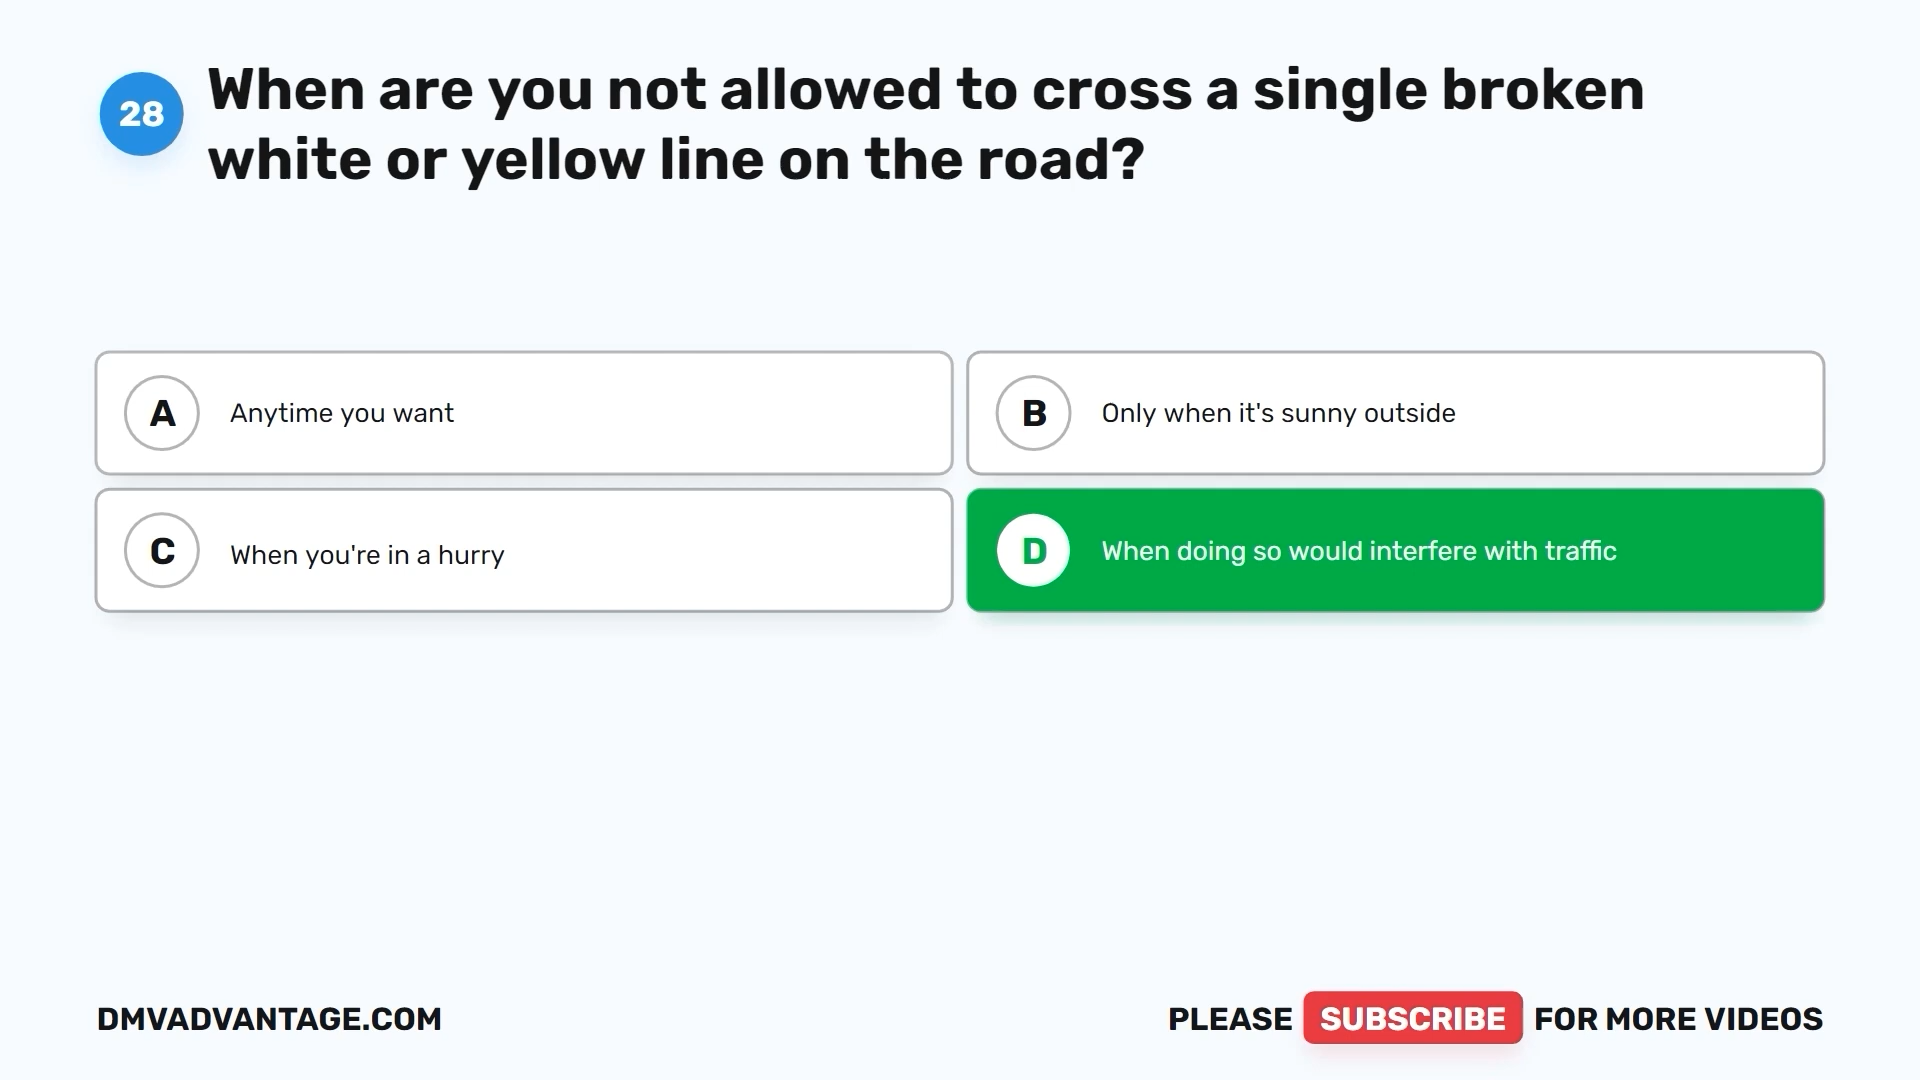 28
When are you not allowed to cross a single broken
white or yellow line on the road?
A
Anytime you want
B
Only when it's sunny outside
C
When you're in a hurry
D
When doing so would interfere with traffic
DMVADVANTAGE.COM
PLEASE SUBSCRIBE FOR MORE VIDEOS